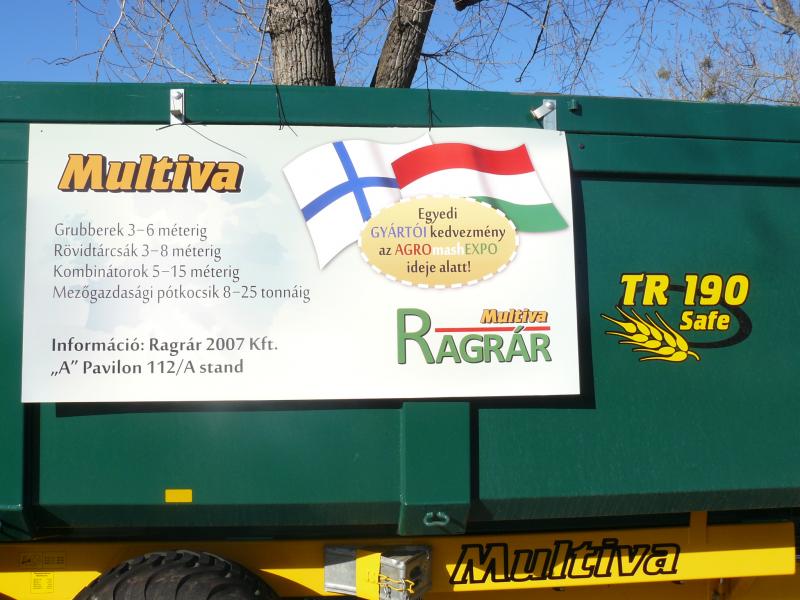 Multiva
Grubberek 3–6 méterig
Rövidtárcsák 3–8 méterig
Kombinátorok 5–15 méterig
Mezőgazdasági pótkocsik 8–25 tonnáig
Információ: Ragrár 2007 Kft.
„A” Pavilon 112/A stand
Egyedi
GYÁRTÓI kedvezmény
az AGROmashEXPO
ideje alatt!
Multiva
RAGRÁR
TR 190
Safe
Multiva